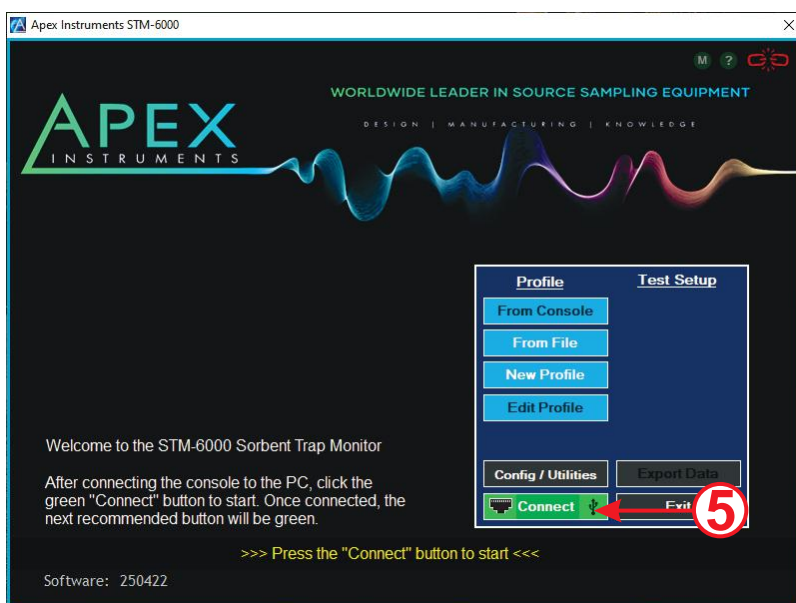 Apex Instruments STM-6000
M ?
WORLDWIDE LEADER IN SOURCE SAMPLING EQUIPMENT
DESIGN | MANUFACTURING | KNOWLEDGE
APEX
INSTRUMENTS
Profile
Test Setup
From Console
From File
New Profile
Edit Profile
Welcome to the STM-6000 Sorbent Trap Monitor
After connecting the console to the PC, click the
green "Connect" button to start. Once connected, the
next recommended button will be green.
Config / Utilities
Export Data
Connect
Exit
5
>>> Press the "Connect" button to start <<<
Software: 250422